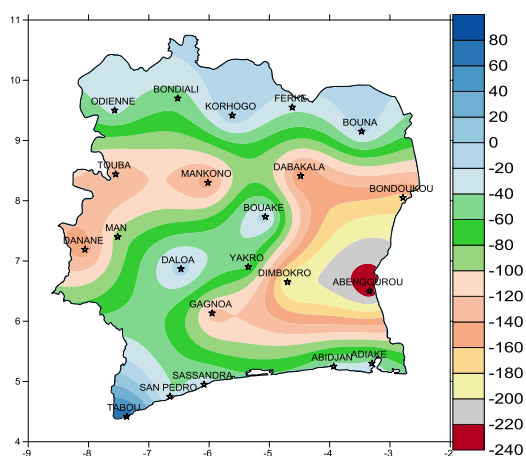 11
10
9
8
7
6
5
4
-9
-8
-7
-6
-5
-4
-3
-2
ODIENNE
BONDIALI
KORHOGO
FERKE
BOUNA
TOUBA
MANKONO
DABAKALA
BONDOUKOU
BOUAKE
MAN
DANANE
DALOA
YAKRO
DIMBOKRO
ABENGOUROU
GAGNOA
ABIDJAN
ADIAKE
SASSANDRA
SAN PEDRO
TABOU
80
60
40
20
0
-20
-40
-60
-80
-100
-120
-140
-160
-180
-200
-220
-240